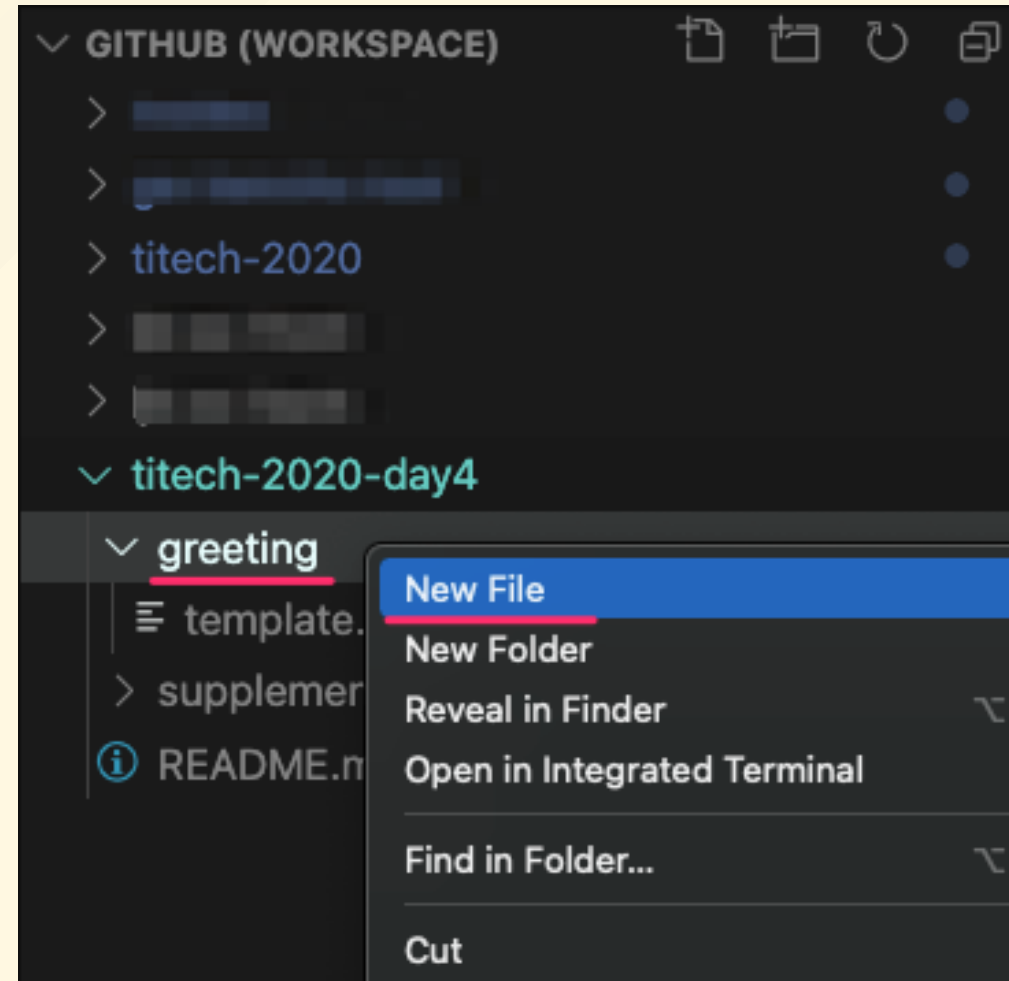 GITHUB (WORKSPACE)
titech-2020
titech-2020-day4
greeting
New File
template.
New Folder
supplemer
Reveal in Finder
README.m
Open in Integrated Terminal
Find in Folder...
Cut